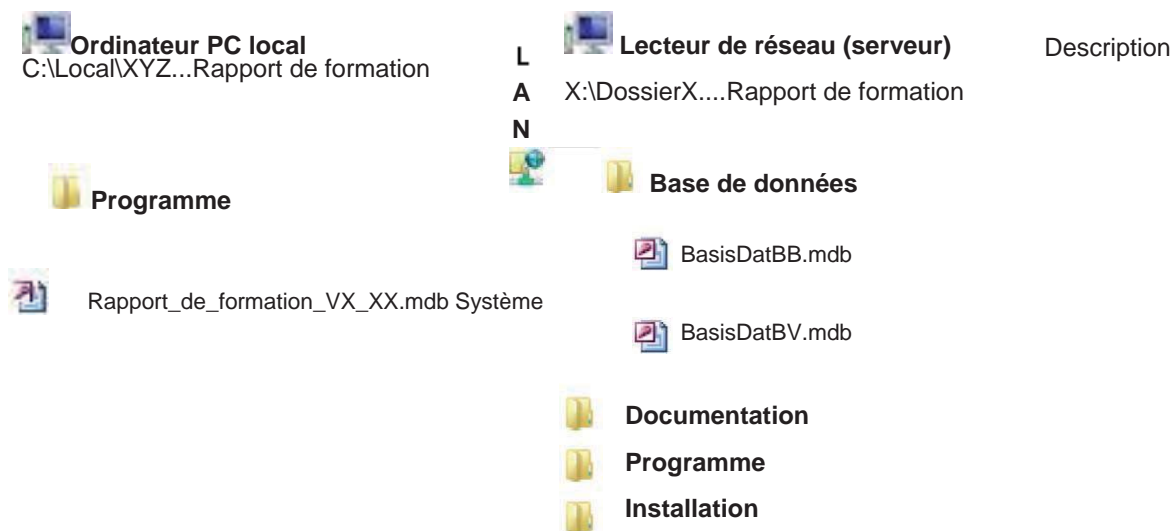 Ordinateur PC local
C:\Local\XYZ...Rapport de formation
L
A
N
Lecteur de réseau (serveur)
Description
X:\DossierX....Rapport de formation
Programme
Base de données
BasisDatBB.mdb
Rapport_de_formation_VX_XX.mdb Système
BasisDatBV.mdb
Documentation
Programme
Installation